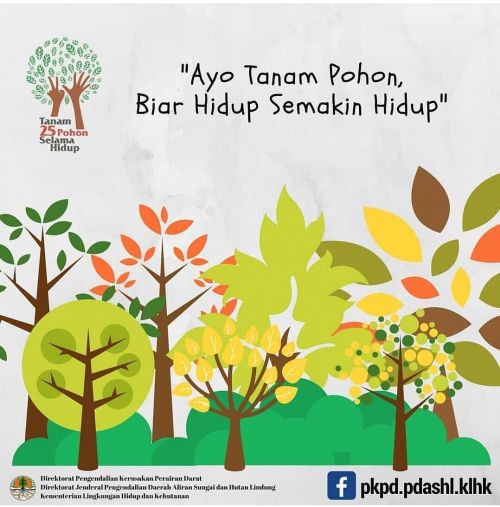 "Ayo Tanam Pohon,
Biar Hidup Semakin Hidup"
Tanam
25 Pohon
Selama
Hidup
Direktorat Pengendalian Kerusakan Perairan Darat
Direktorat Jenderal Pengendalian Daerah Aliran Sungai dan Hutan Lindung
Kementerian Lingkungan Hidup dan Kehutanan
f pkpd.pdashl.klhk